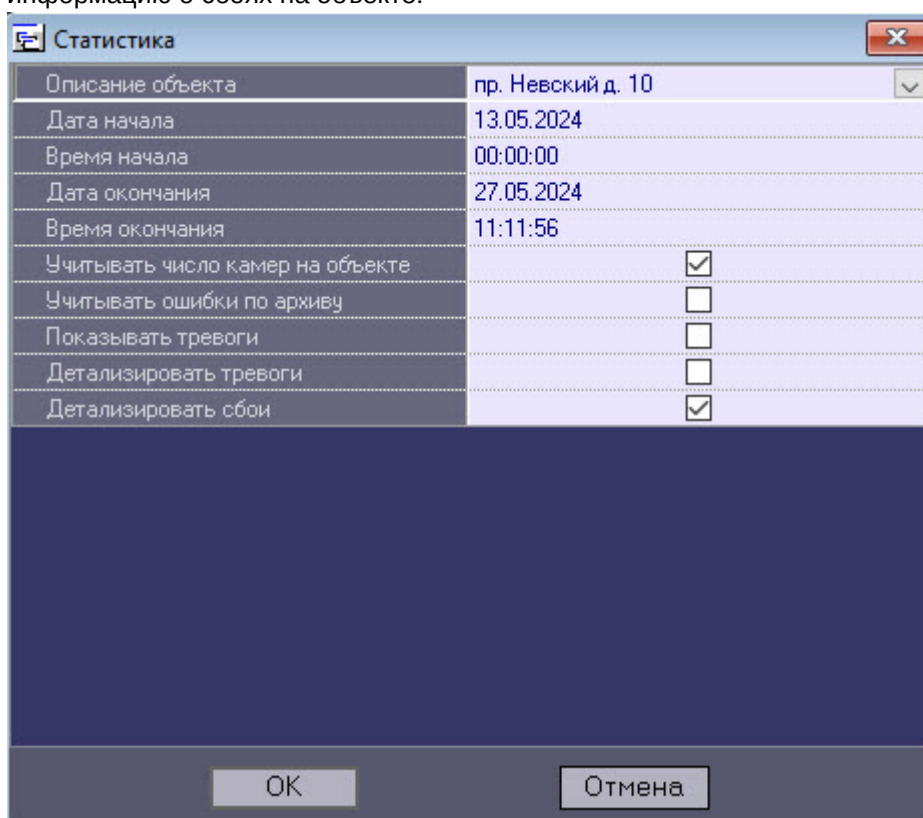 информацию о сбоях на объекте.
Статистика
Описание объекта пр. Невский д. 10
Дата начала 13.05.2024
Время начала 00:00:00
Дата окончания 27.05.2024
Время окончания 11:11:56
Учитывать число камер на объекте
Учитывать ошибки по архиву
Показывать тревоги
Детализировать тревоги
Детализировать сбои
OK Отмена